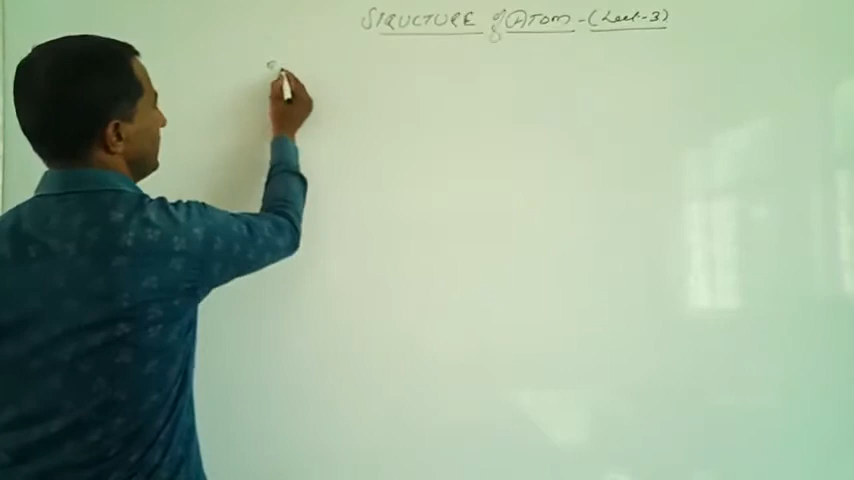 STRUCTURE of ATOM - (Lect-3)